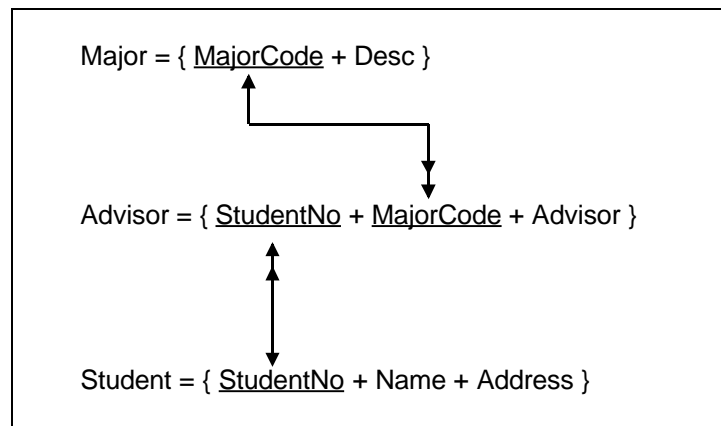 Major = { MajorCode + Desc }
Advisor = { StudentNo + MajorCode + Advisor }
Student = { StudentNo + Name + Address }